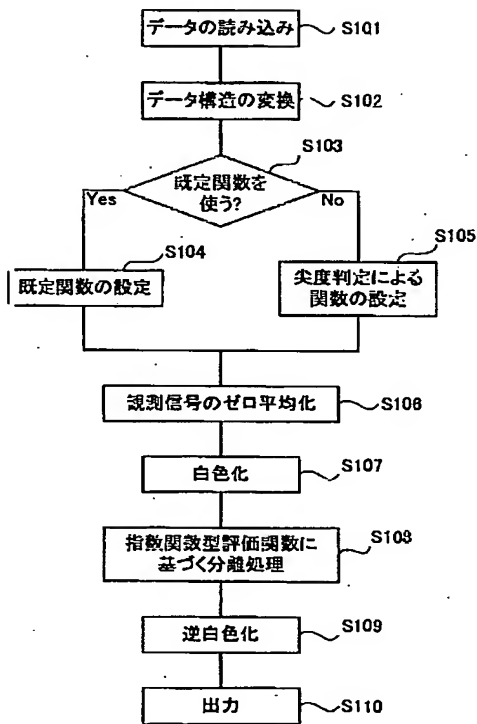 データの読み込み
S101
データ構造の変換
S102
S103
既定関数を
使う?
Yes
No
S104
既定関数の設定
S105
尖度判定による
関数の設定
観測信号のゼロ平均化
S106
白色化
S107
指数関数型評価関数に
基づく分離処理
S108
逆白色化
S109
出力
S110